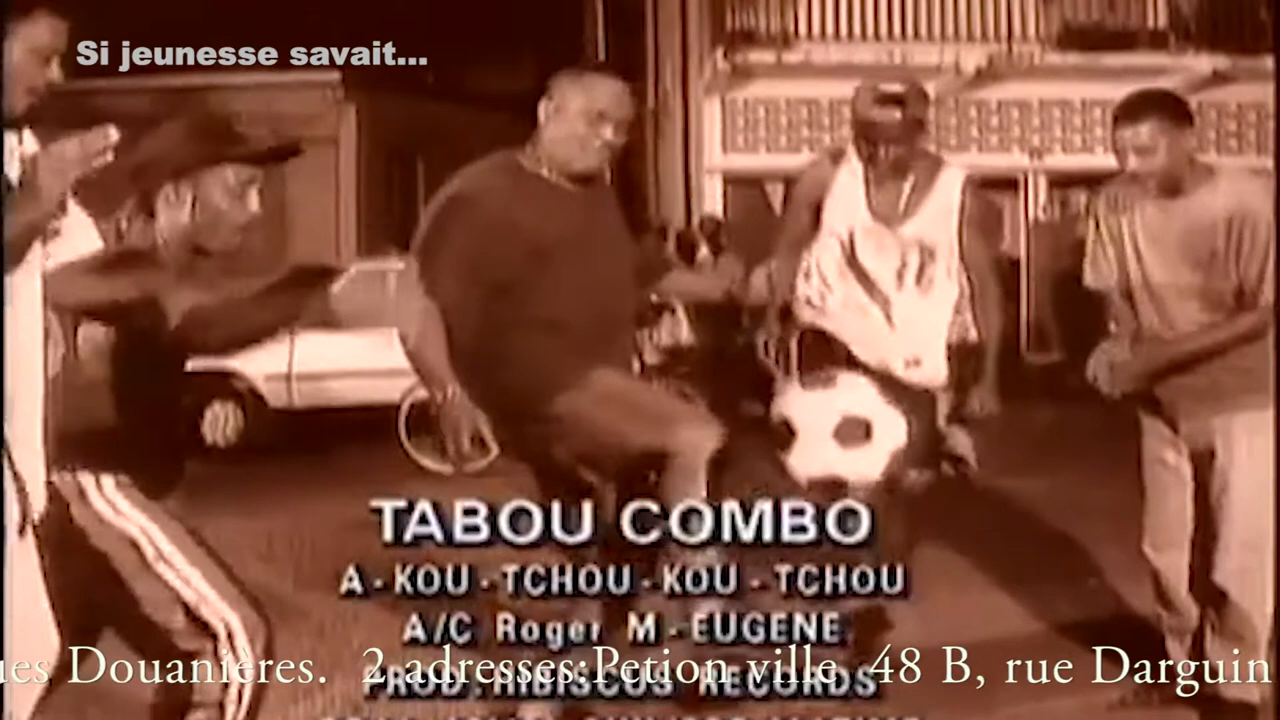 Si jeunesse savait...
TABOU COMBO
A - KOU - TCHOU - KOU - TCHOU
A/C Roger M - EUGENE
ues Douanières. 2 adresses:Petion ville, 48 B, rue Darguin
PROD. HIBISCUS RECORDS